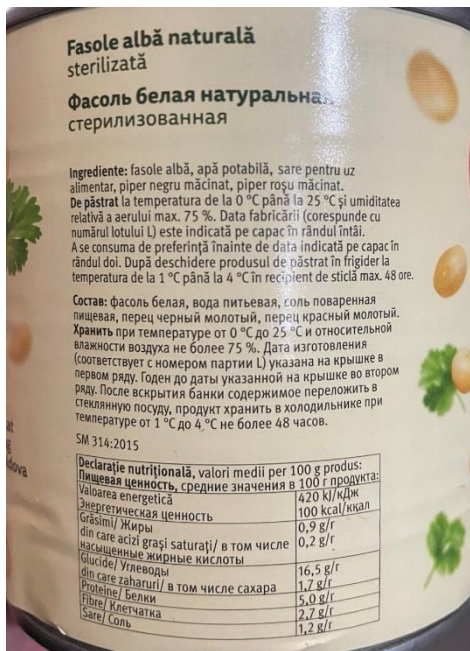 Fasole albă naturală
sterilizată
Фасоль белая натуральная
стерилизованная
Ingrediente: fasole albă, apă potabilă, sare pentru uz
alimentar, piper negru măcinat, piper roșu măcinat.
De păstrat la temperatura de la 0 °C până la 25 °C și umiditatea
relativă a aerului max. 75 %. Data fabricării (corespunde cu
numărul lotului L) este indicată pe capac în rândul întâi.
A se consuma de preferință înainte de data indicată pe capac în
rândul doi. După deschidere produsul de păstrat în frigider la
temperatura de la 1 °C până la 4 °C în recipient de sticlă max. 48 ore.
Состав: фасоль белая, вода питьевая, соль поваренная
пищевая, перец черный молотый, перец красный молотый.
Хранить при температуре от 0 °C до 25 °C и относительной
влажности воздуха не более 75 %. Дата изготовления
(соответствует с номером партии L) указана на крышке в
первом ряду. Годен до даты указанной на крышке во втором
ряду. После вскрытия банки содержимое переложить в
стеклянную посуду, продукт хранить в холодильнике при
температуре от 1 °C до 4 °C не более 48 часов.
SM 314:2015
Declarație nutrițională, valori medii per 100 g produs:
Пищевая ценность, средние значения в 100 г продукта:
Valoarea energetică 420 kJ/кДж
Энергетическая ценность 100 kcal/ккал
Grăsimi/ Жиры 0,9 g/г
din care acizi grași saturați/ в том числе 0,2 g/г
насыщенные жирные кислоты
Glucide/ Углеводы 16,5 g/г
din care zaharuri/ в том числе сахара 1,7 g/г
Proteine/ Белки 5,0 g/г
Fibre/ Клетчатка 2,7 g/г
Sare/ Соль 1,2 g/г